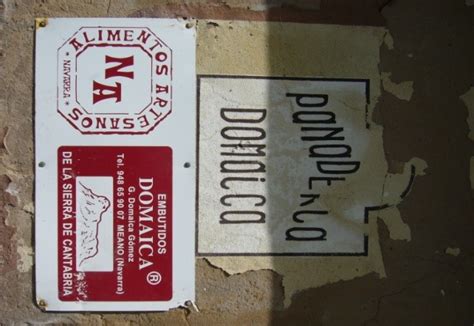 ALIMENTOS ARTESANOS
NA
* NAVARRA *
EMBUTIDOS
DOMAICA ®
G. Domaica Gómez
Tel. 948 65 90 07 MEANO (Navarra)
DE LA SIERRA DE CANTABRIA
PANADERIA
DOMAICA